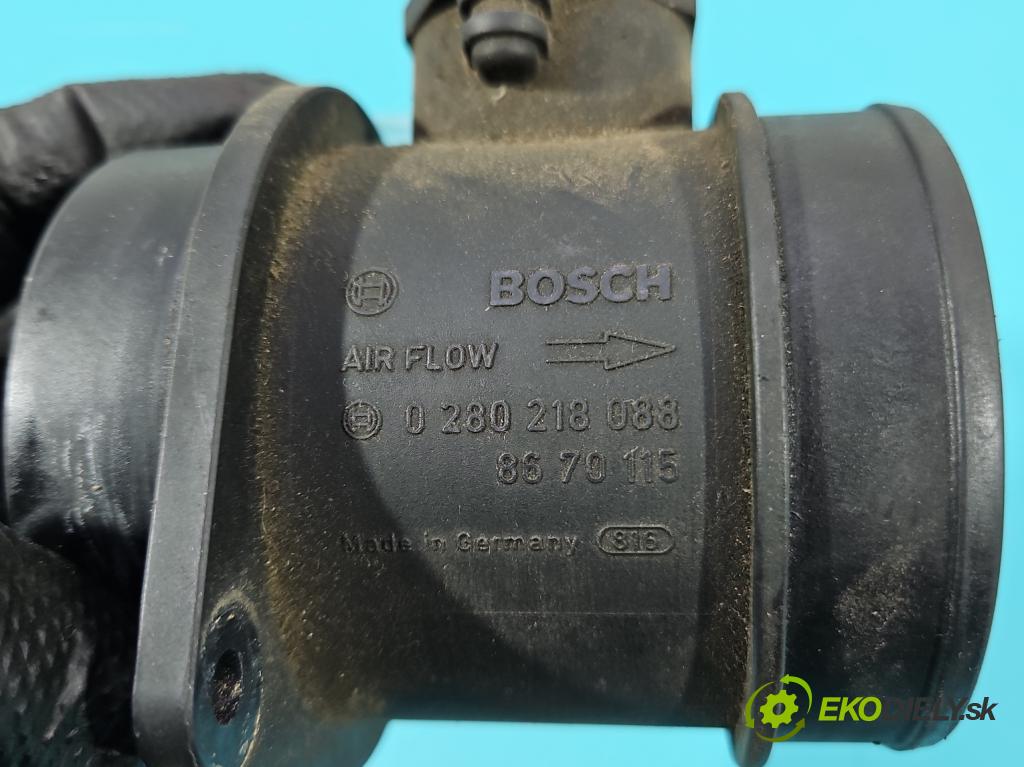 BOSCH
AIR FLOW
0 280 218 088
86 70 115
Made in Germany 816
EKODIELY.sk